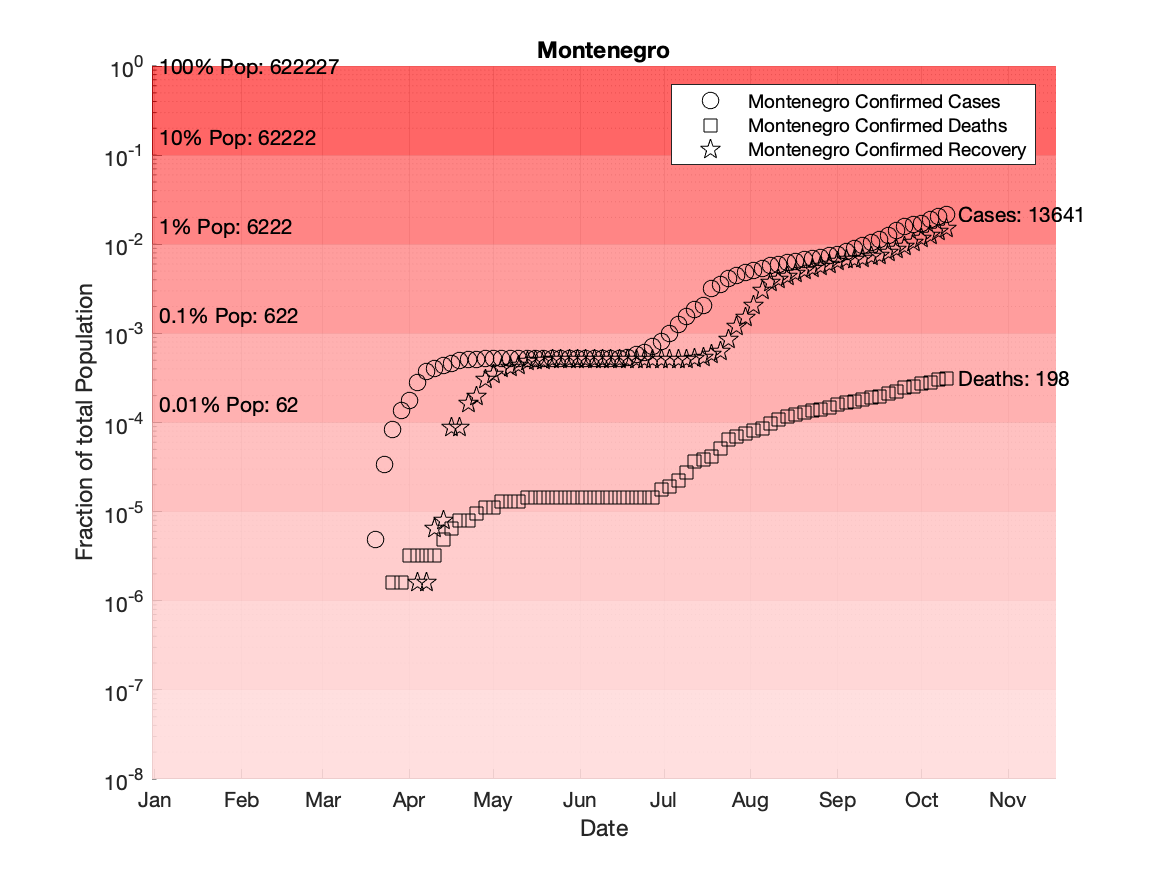 Montenegro
10⁰
100% Pop: 622227
Montenegro Confirmed Cases
Montenegro Confirmed Deaths
Montenegro Confirmed Recovery
10% Pop: 62222
10⁻¹
1% Pop: 6222
Cases: 13641
10⁻²
0.1% Pop: 622
10⁻³
Deaths: 198
0.01% Pop: 62
10⁻⁴
10⁻⁵
10⁻⁶
10⁻⁷
10⁻⁸
Fraction of total Population
Jan Feb Mar Apr May Jun Jul Aug Sep Oct Nov
Date